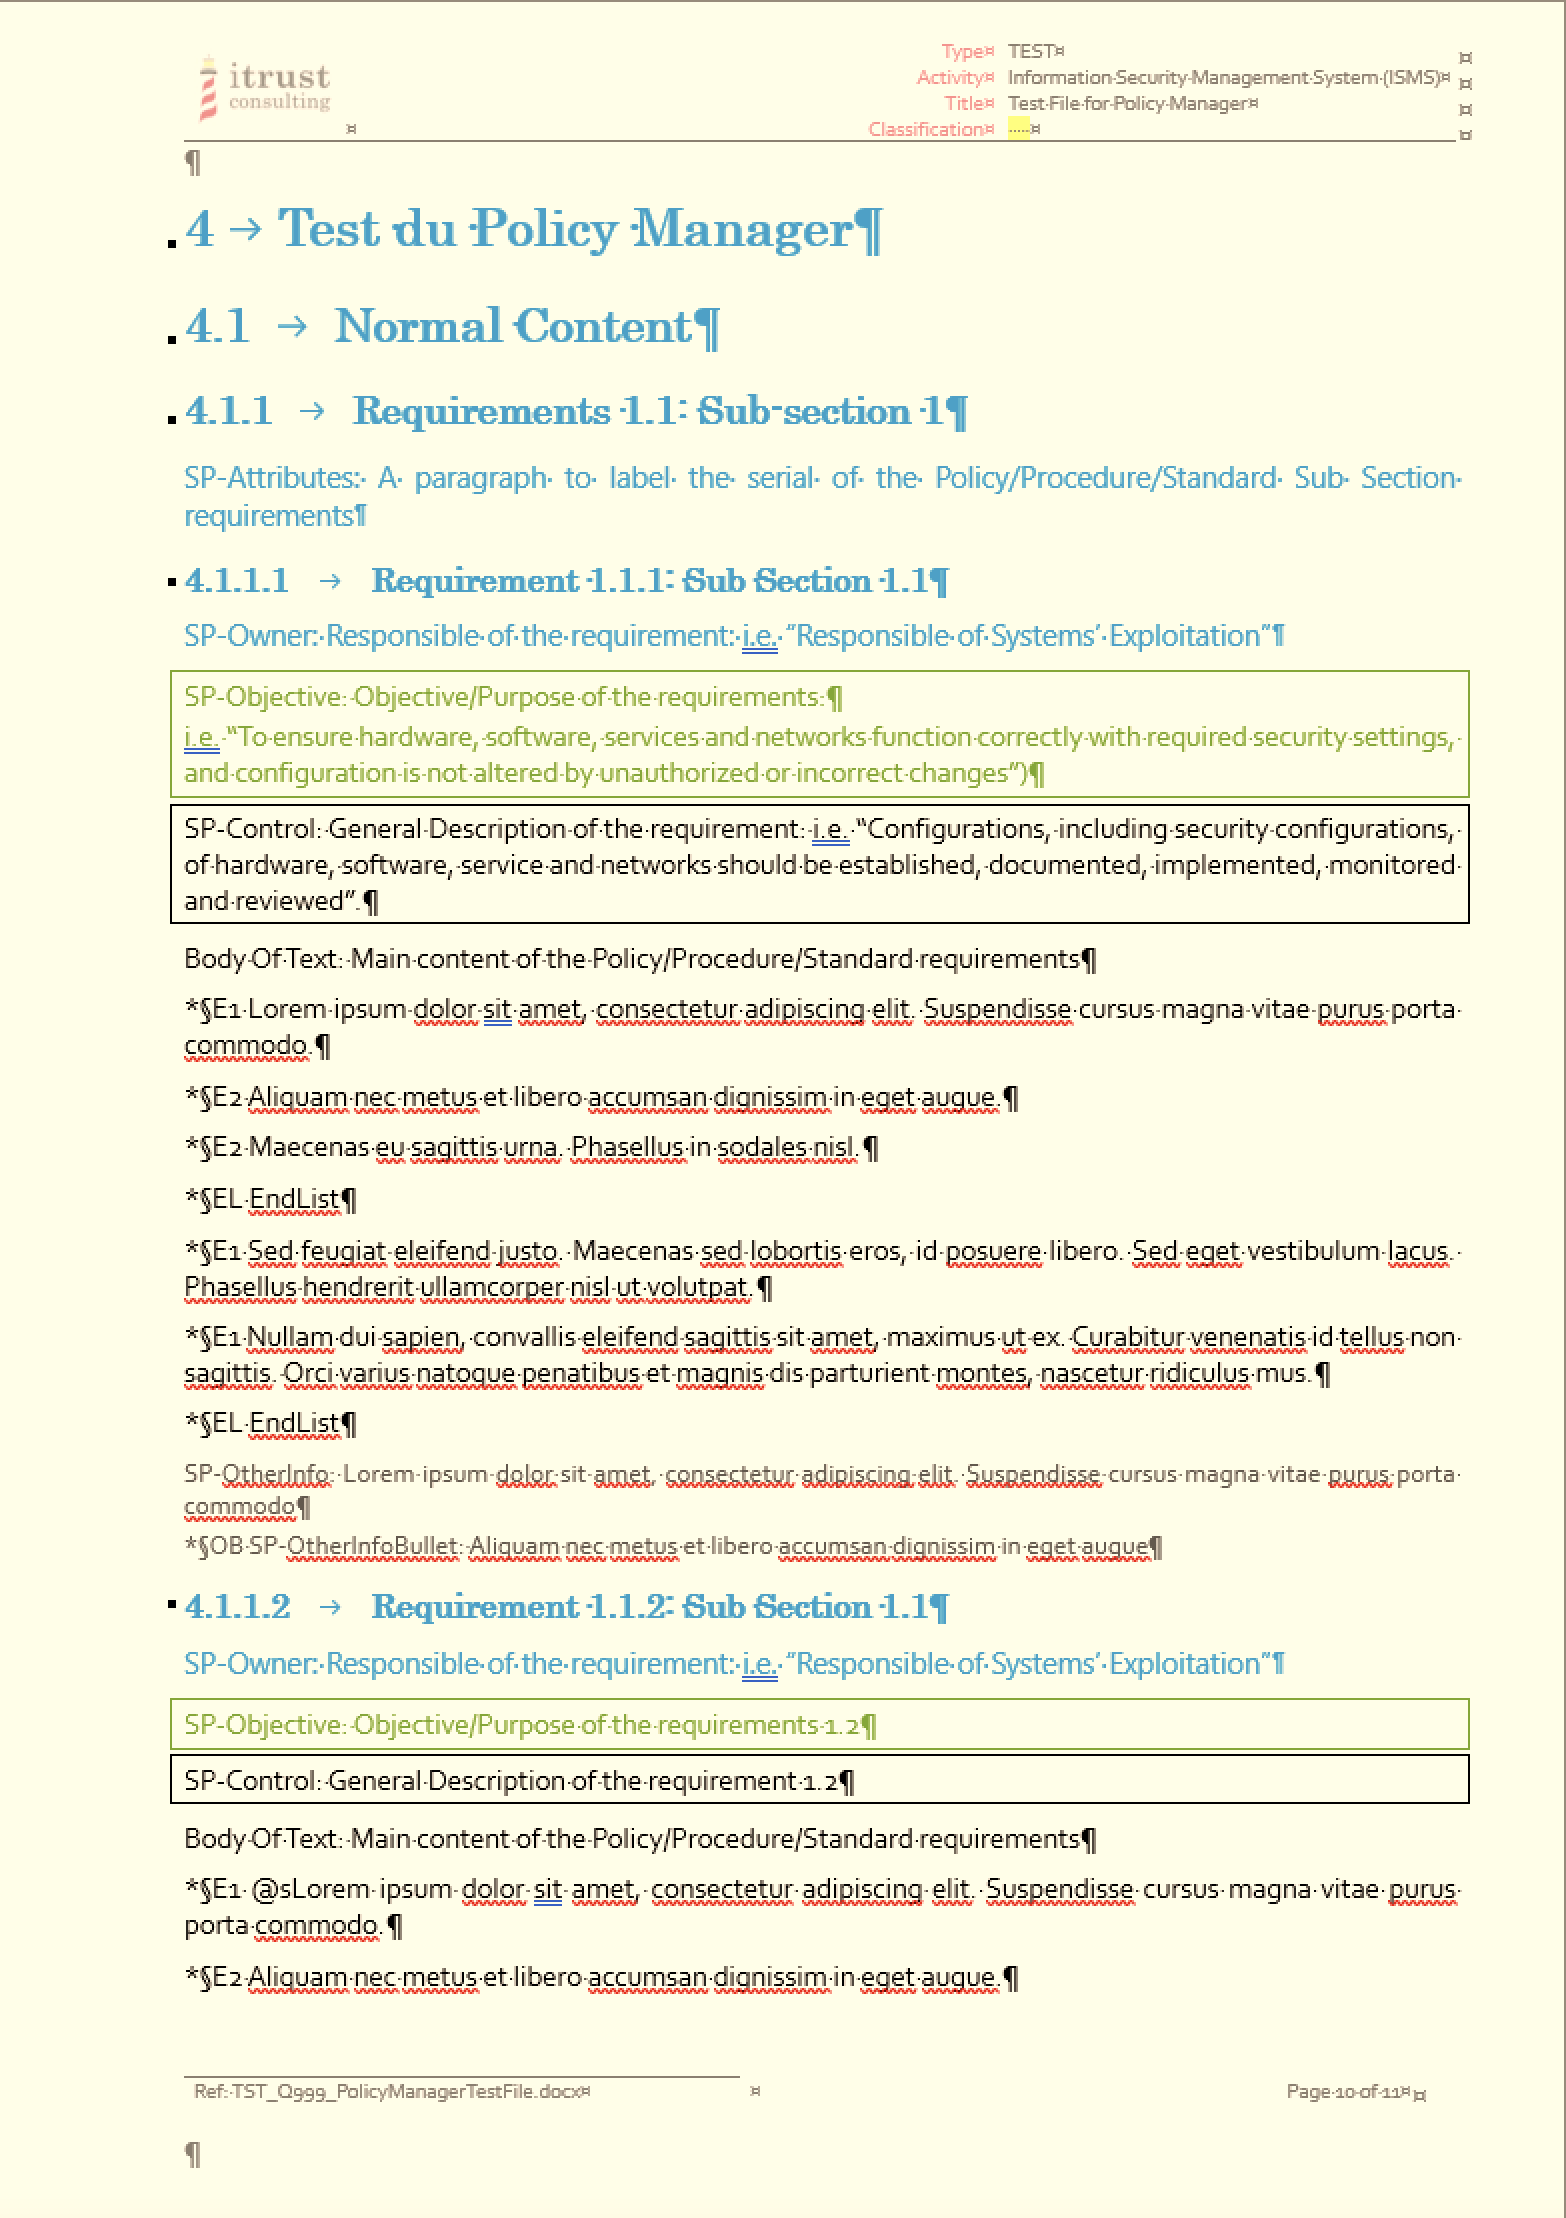 itrust
consulting
Type TEST
Activity Information Security Management System (ISMS)
Title Test File for Policy Manager
Classification .....
4 → Test du Policy Manager¶
4.1 → Normal Content¶
4.1.1 → Requirements 1.1: Sub-section 1¶
SP-Attributes: A paragraph to label the serial of the Policy/Procedure/Standard Sub Section
requirements¶
4.1.1.1 → Requirement 1.1.1: Sub Section 1.1¶
SP-Owner: Responsible of the requirement: i.e. "Responsible of Systems' Exploitation"¶
SP-Objective: Objective/Purpose of the requirements:¶
i.e. "To ensure hardware, software, services and networks function correctly with required security settings,
and configuration is not altered by unauthorized or incorrect changes")¶
SP-Control: General Description of the requirement: i.e. "Configurations, including security configurations,
of hardware, software, service and networks should be established, documented, implemented, monitored
and reviewed".¶
Body Of Text: Main content of the Policy/Procedure/Standard requirements¶
*§E1 Lorem ipsum dolor sit amet, consectetur adipiscing elit. Suspendisse cursus magna vitae purus porta
commodo.¶
*§E2 Aliquam nec metus et libero accumsan dignissim in eget augue.¶
*§E2 Maecenas eu sagittis urna. Phasellus in sodales nisl.¶
*§EL EndList¶
*§E1 Sed feugiat eleifend justo. Maecenas sed lobortis eros, id posuere libero. Sed eget vestibulum lacus.
Phasellus hendrerit ullamcorper nisl ut volutpat.¶
*§E1 Nullam dui sapien, convallis eleifend sagittis sit amet, maximus ut ex. Curabitur venenatis id tellus non
sagittis. Orci varius natoque penatibus et magnis dis parturient montes, nascetur ridiculus mus.¶
*§EL EndList¶
SP-OtherInfo: Lorem ipsum dolor sit amet, consectetur adipiscing elit. Suspendisse cursus magna vitae purus porta
commodo¶
*§OB SP-OtherInfoBullet: Aliquam nec metus et libero accumsan dignissim in eget augue¶
4.1.1.2 → Requirement 1.1.2: Sub Section 1.1¶
SP-Owner: Responsible of the requirement: i.e. "Responsible of Systems' Exploitation"¶
SP-Objective: Objective/Purpose of the requirements 1.2¶
SP-Control: General Description of the requirement 1.2¶
Body Of Text: Main content of the Policy/Procedure/Standard requirements¶
*§E1 @sLorem ipsum dolor sit amet, consectetur adipiscing elit. Suspendisse cursus magna vitae purus
porta commodo.¶
*§E2 Aliquam nec metus et libero accumsan dignissim in eget augue.¶
Ref: TST_Q999_PolicyManagerTestFile.docx
Page 10 of 11